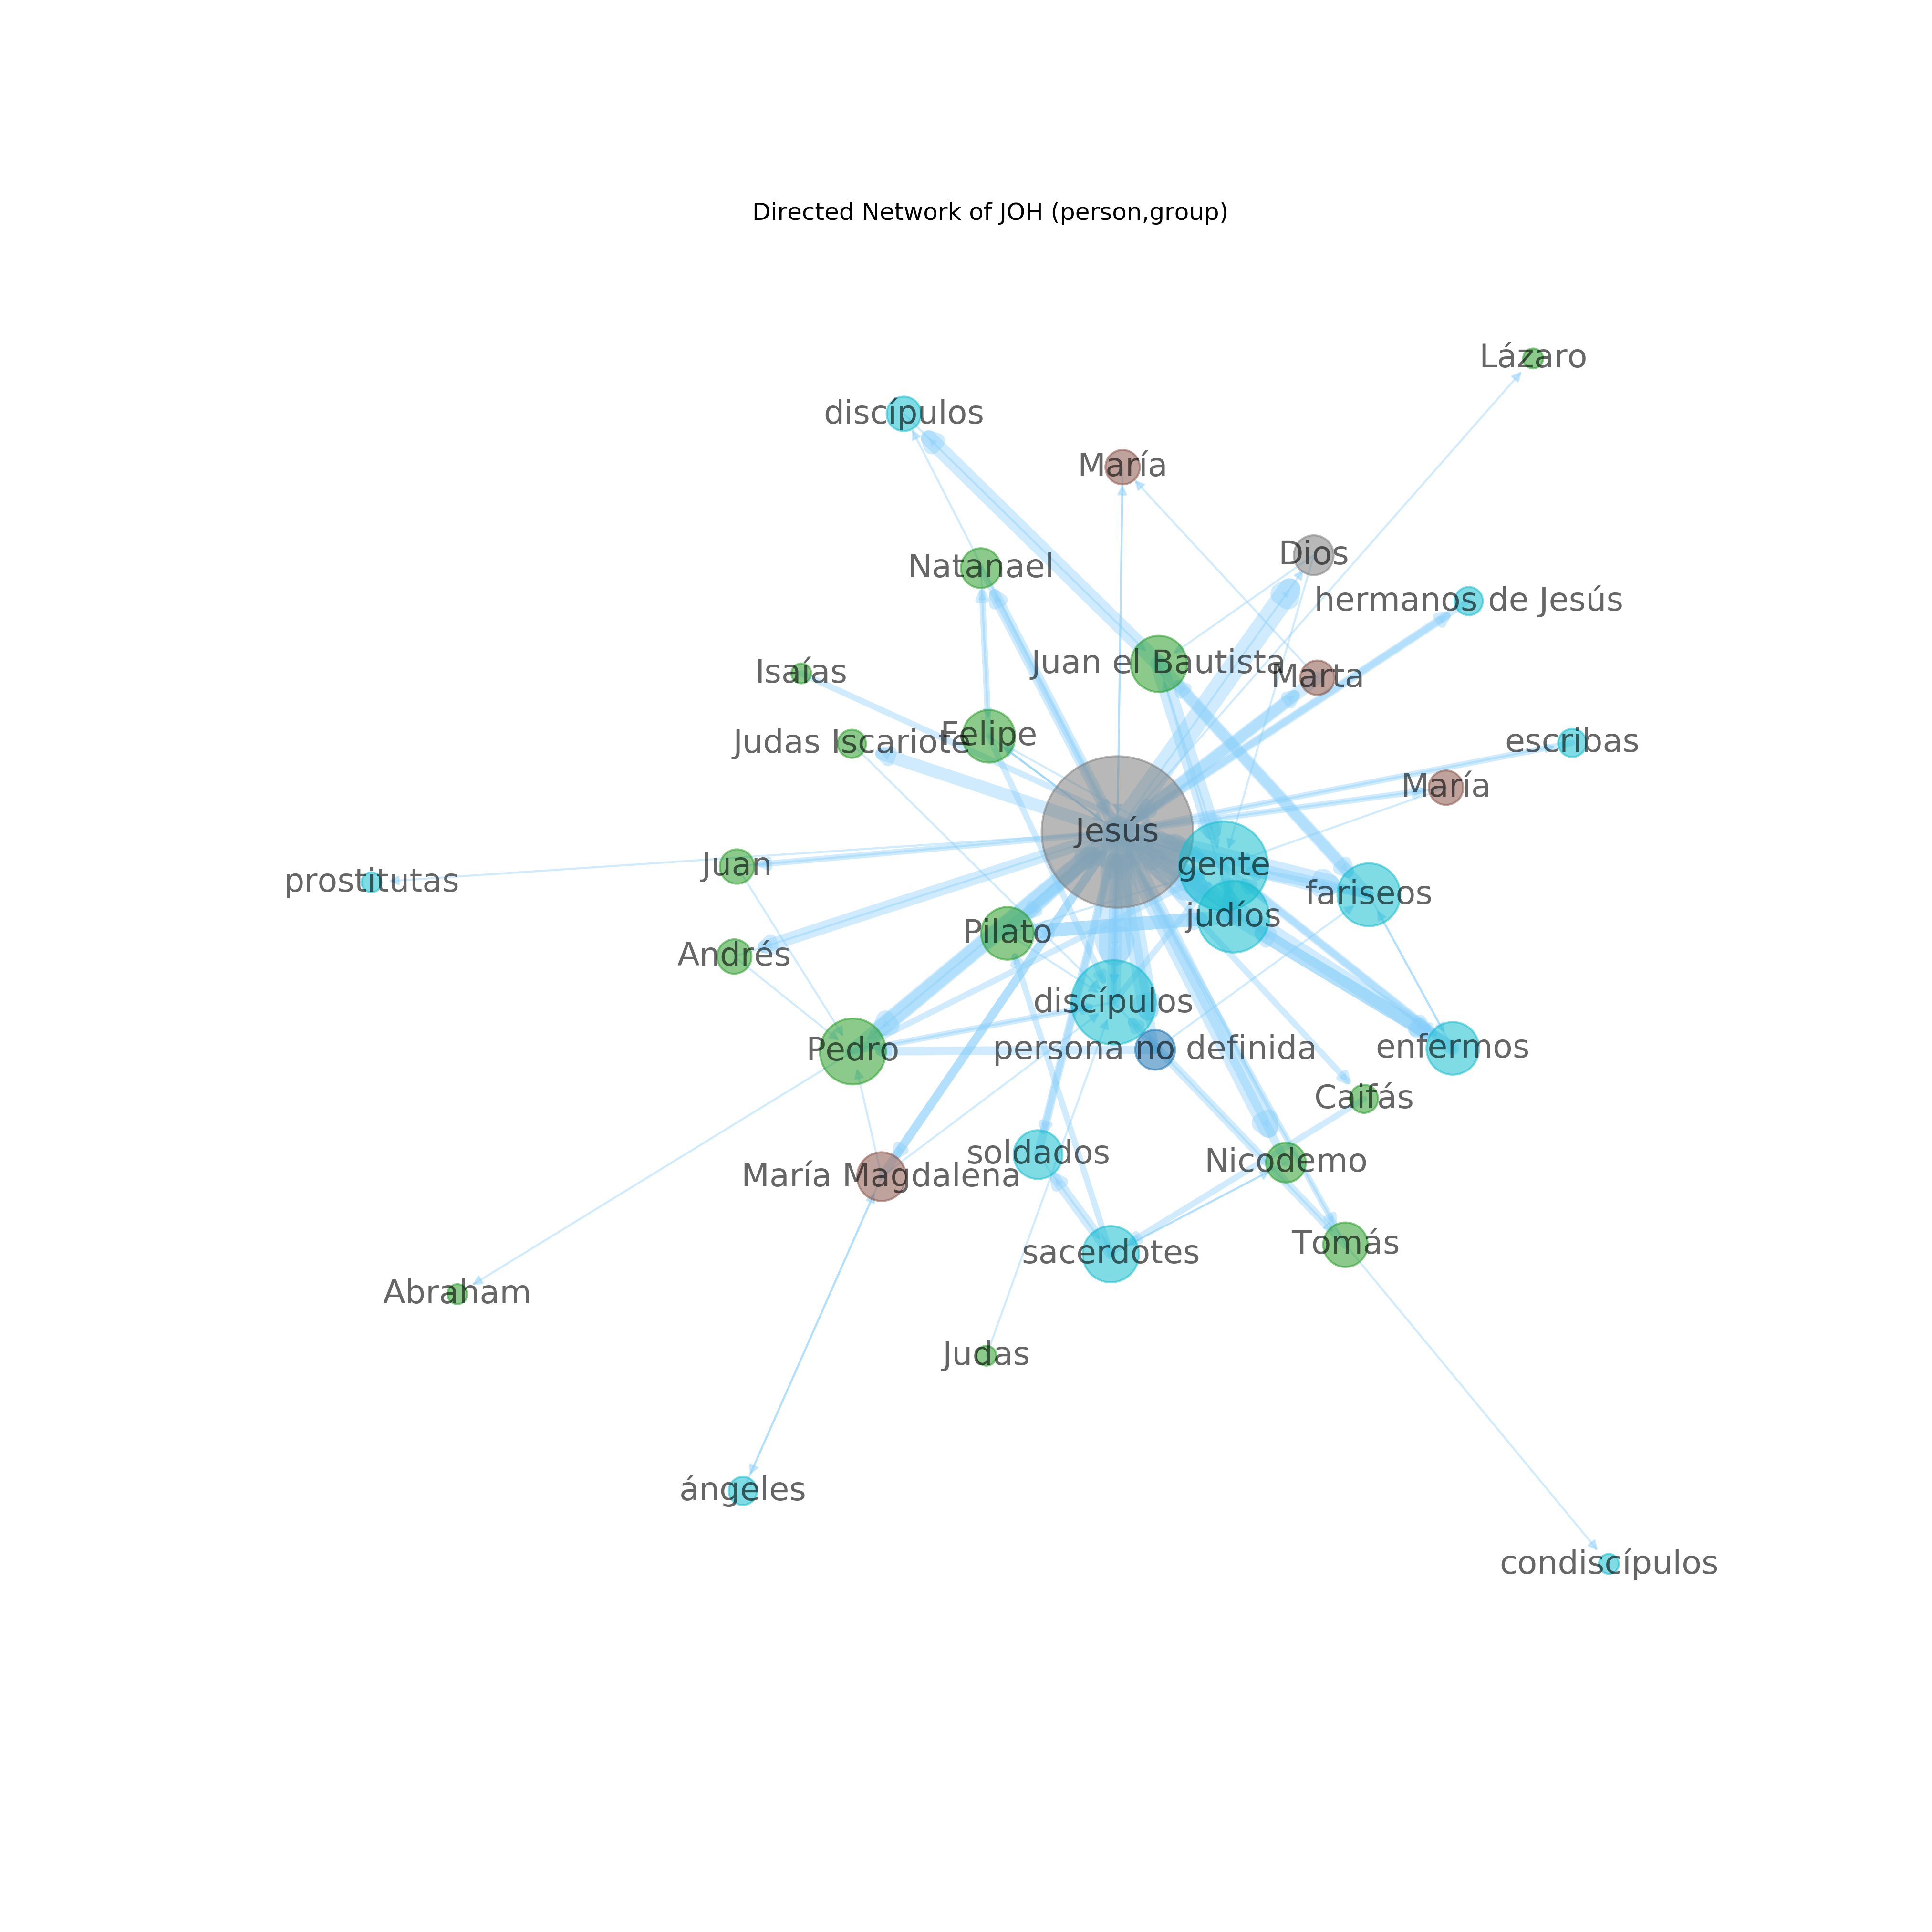 Directed Network of JOH (person,group)
Lázaro
discípulos
María
Dios
Natanael
hermanos de Jesús
Juan el Bautista
Isaías
Marta
Judas Iscariote
Felipe
escribas
María
Jesús
Juan
gente
prostitutas
fariseos
judíos
Pilato
Andrés
discípulos
Pedro
persona no definida
enfermos
Caifás
soldados
Nicodemo
María Magdalena
Tomás
sacerdotes
Abraham
Judas
ángeles
condiscípulos